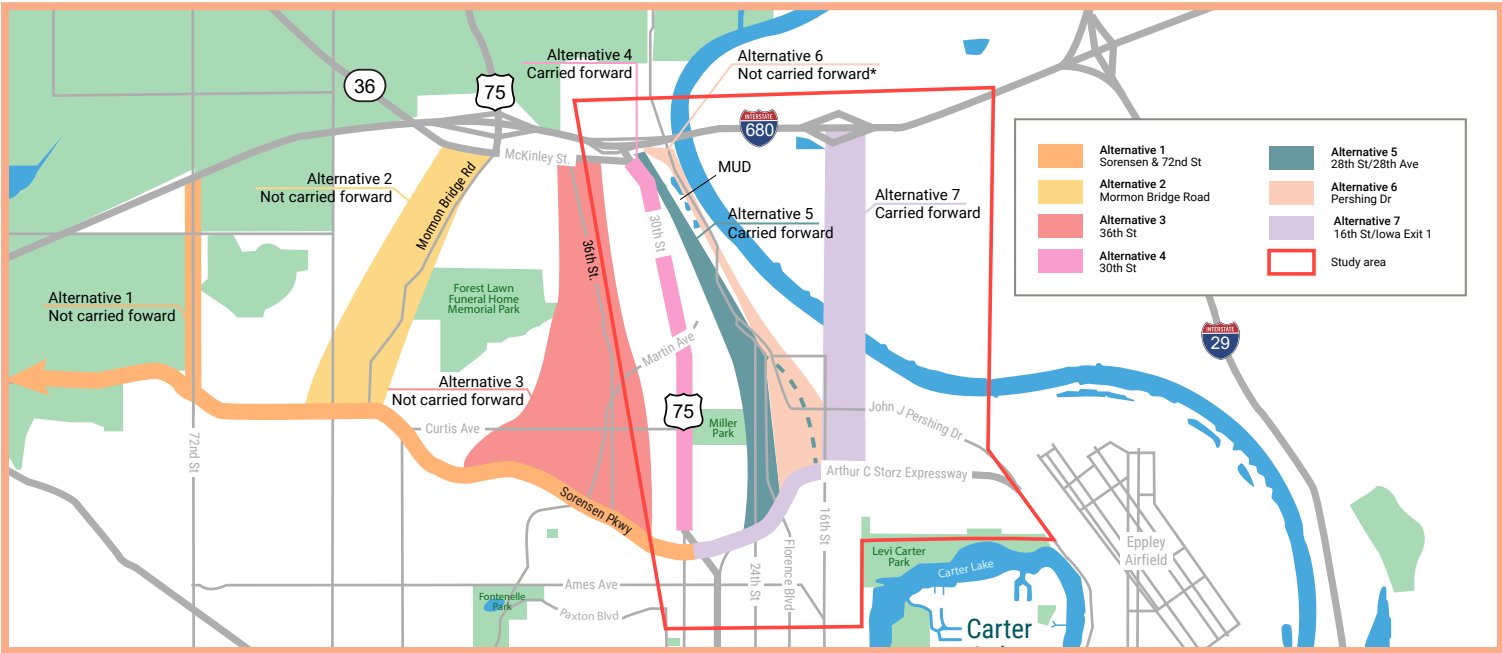 Alternative 4
Carried forward
Alternative 6
Not carried forward*
36
75
INTERSTATE
680
McKinley St.
MUD
Alternative 2
Not carried forward
Mormon Bridge Rd
Alternative 7
Carried forward
Alternative 5
Carried forward
30th St
36th St.
Alternative 1
Sorensen & 72nd St
Alternative 2
Mormon Bridge Road
Alternative 3
36th St
Alternative 4
30th St
Alternative 5
28th St/28th Ave
Alternative 6
Pershing Dr
Alternative 7
16th St/Iowa Exit 1
Study area
Alternative 1
Not carried foward
Forest Lawn
Funeral Home
Memorial Park
INTERSTATE
29
Martin Ave
Alternative 3
Not carried forward
75
Miller
Park
John J Pershing Dr
Curtis Ave
72nd St
Arthur C Storz Expressway
Sorensen Pkwy
16th St
Florence Blvd
24th St
Eppley
Airfield
Levi Carter
Park
Carter Lake
Ames Ave
Fontenelle
Park
Paxton Blvd
Carter